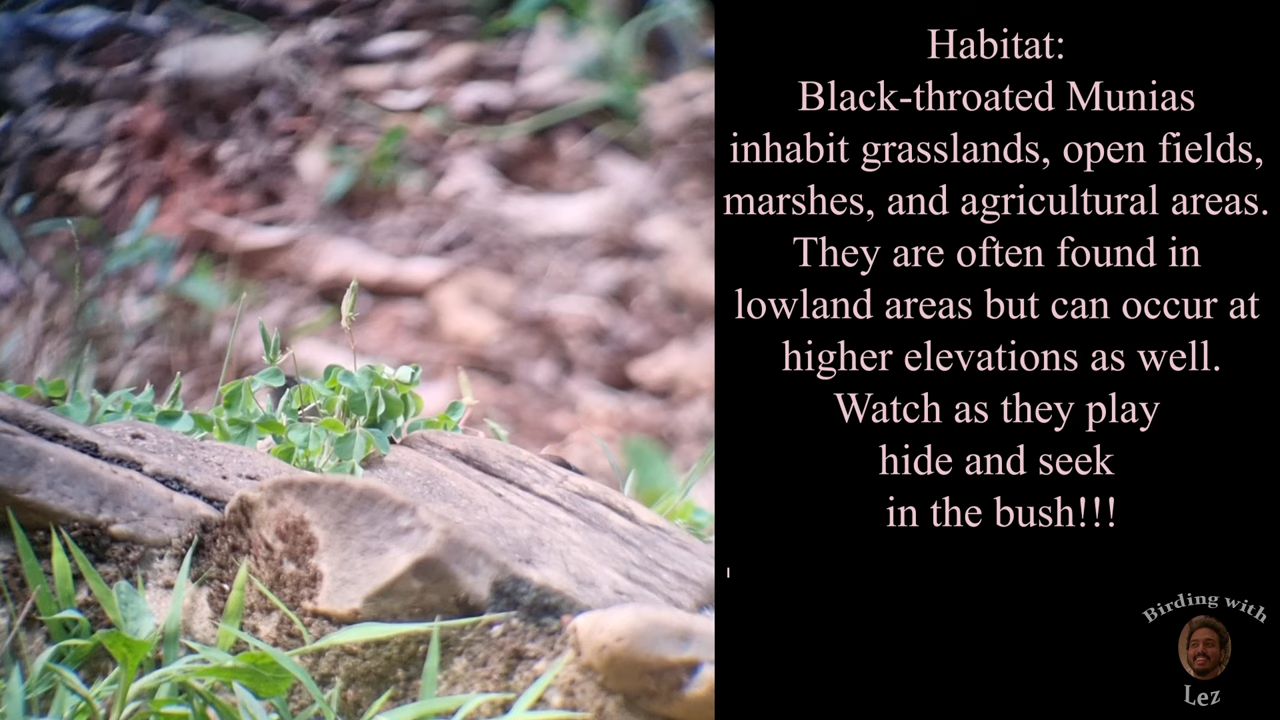 Habitat:
Black-throated Munias
inhabit grasslands, open fields,
marshes, and agricultural areas.
They are often found in
lowland areas but can occur at
higher elevations as well.
Watch as they play
hide and seek
in the bush!!!
'
Birding with
Lez